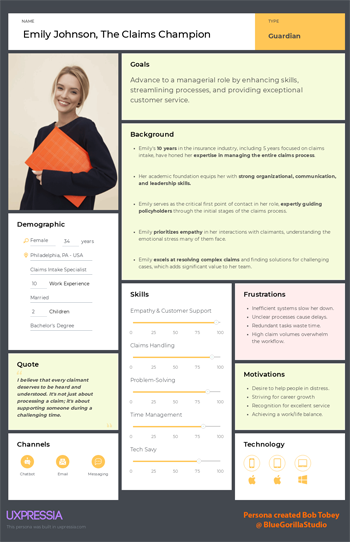 NAME
Emily Johnson, The Claims Champion
TYPE
Guardian
Goals
Advance to a managerial role by enhancing skills,
streamlining processes, and providing exceptional
customer service.
Background
Emily's 10 years in the insurance industry, including 5 years focused on claims
intake, have honed her expertise in managing the entire claims process.
Her academic foundation equips her with strong organizational, communication,
and leadership skills.
Emily serves as the critical first point of contact in her role, expertly guiding
policyholders through the initial stages of the claims process.
Emily prioritizes empathy in her interactions with claimants, understanding the
emotional stress many of them face.
Emily excels at resolving complex claims and finding solutions for challenging
cases, which adds significant value to her team.
Demographic
Female 34 years
Philadelphia, PA - USA
Claims Intake Specialist
10 Work Experience
Married
2 Children
Bachelor's Degree
Quote
I believe that every claimant
deserves to be heard and
understood. It's not just about
processing a claim; it's about
supporting someone during a
challenging time.
Channels
Chatbot Email Messaging
Skills
Empathy & Customer Support
0 25 50 75 100
Claims Handling
0 25 50 75 100
Problem-Solving
0 25 50 75 100
Time Management
0 25 50 75 100
Tech Savy
0 25 50 75 100
Frustrations
Inefficient systems slow her down.
Unclear processes cause delays.
Redundant tasks waste time.
High claim volumes overwhelm
the workflow.
Motivations
Desire to help people in distress.
Striving for career growth
Recognition for excellent service
Achieving a work/life balance.
Technology
UXPRESSIA
This persona was built in uxpressia.com
Persona created Bob Tobey
@ BlueGorillaStudio